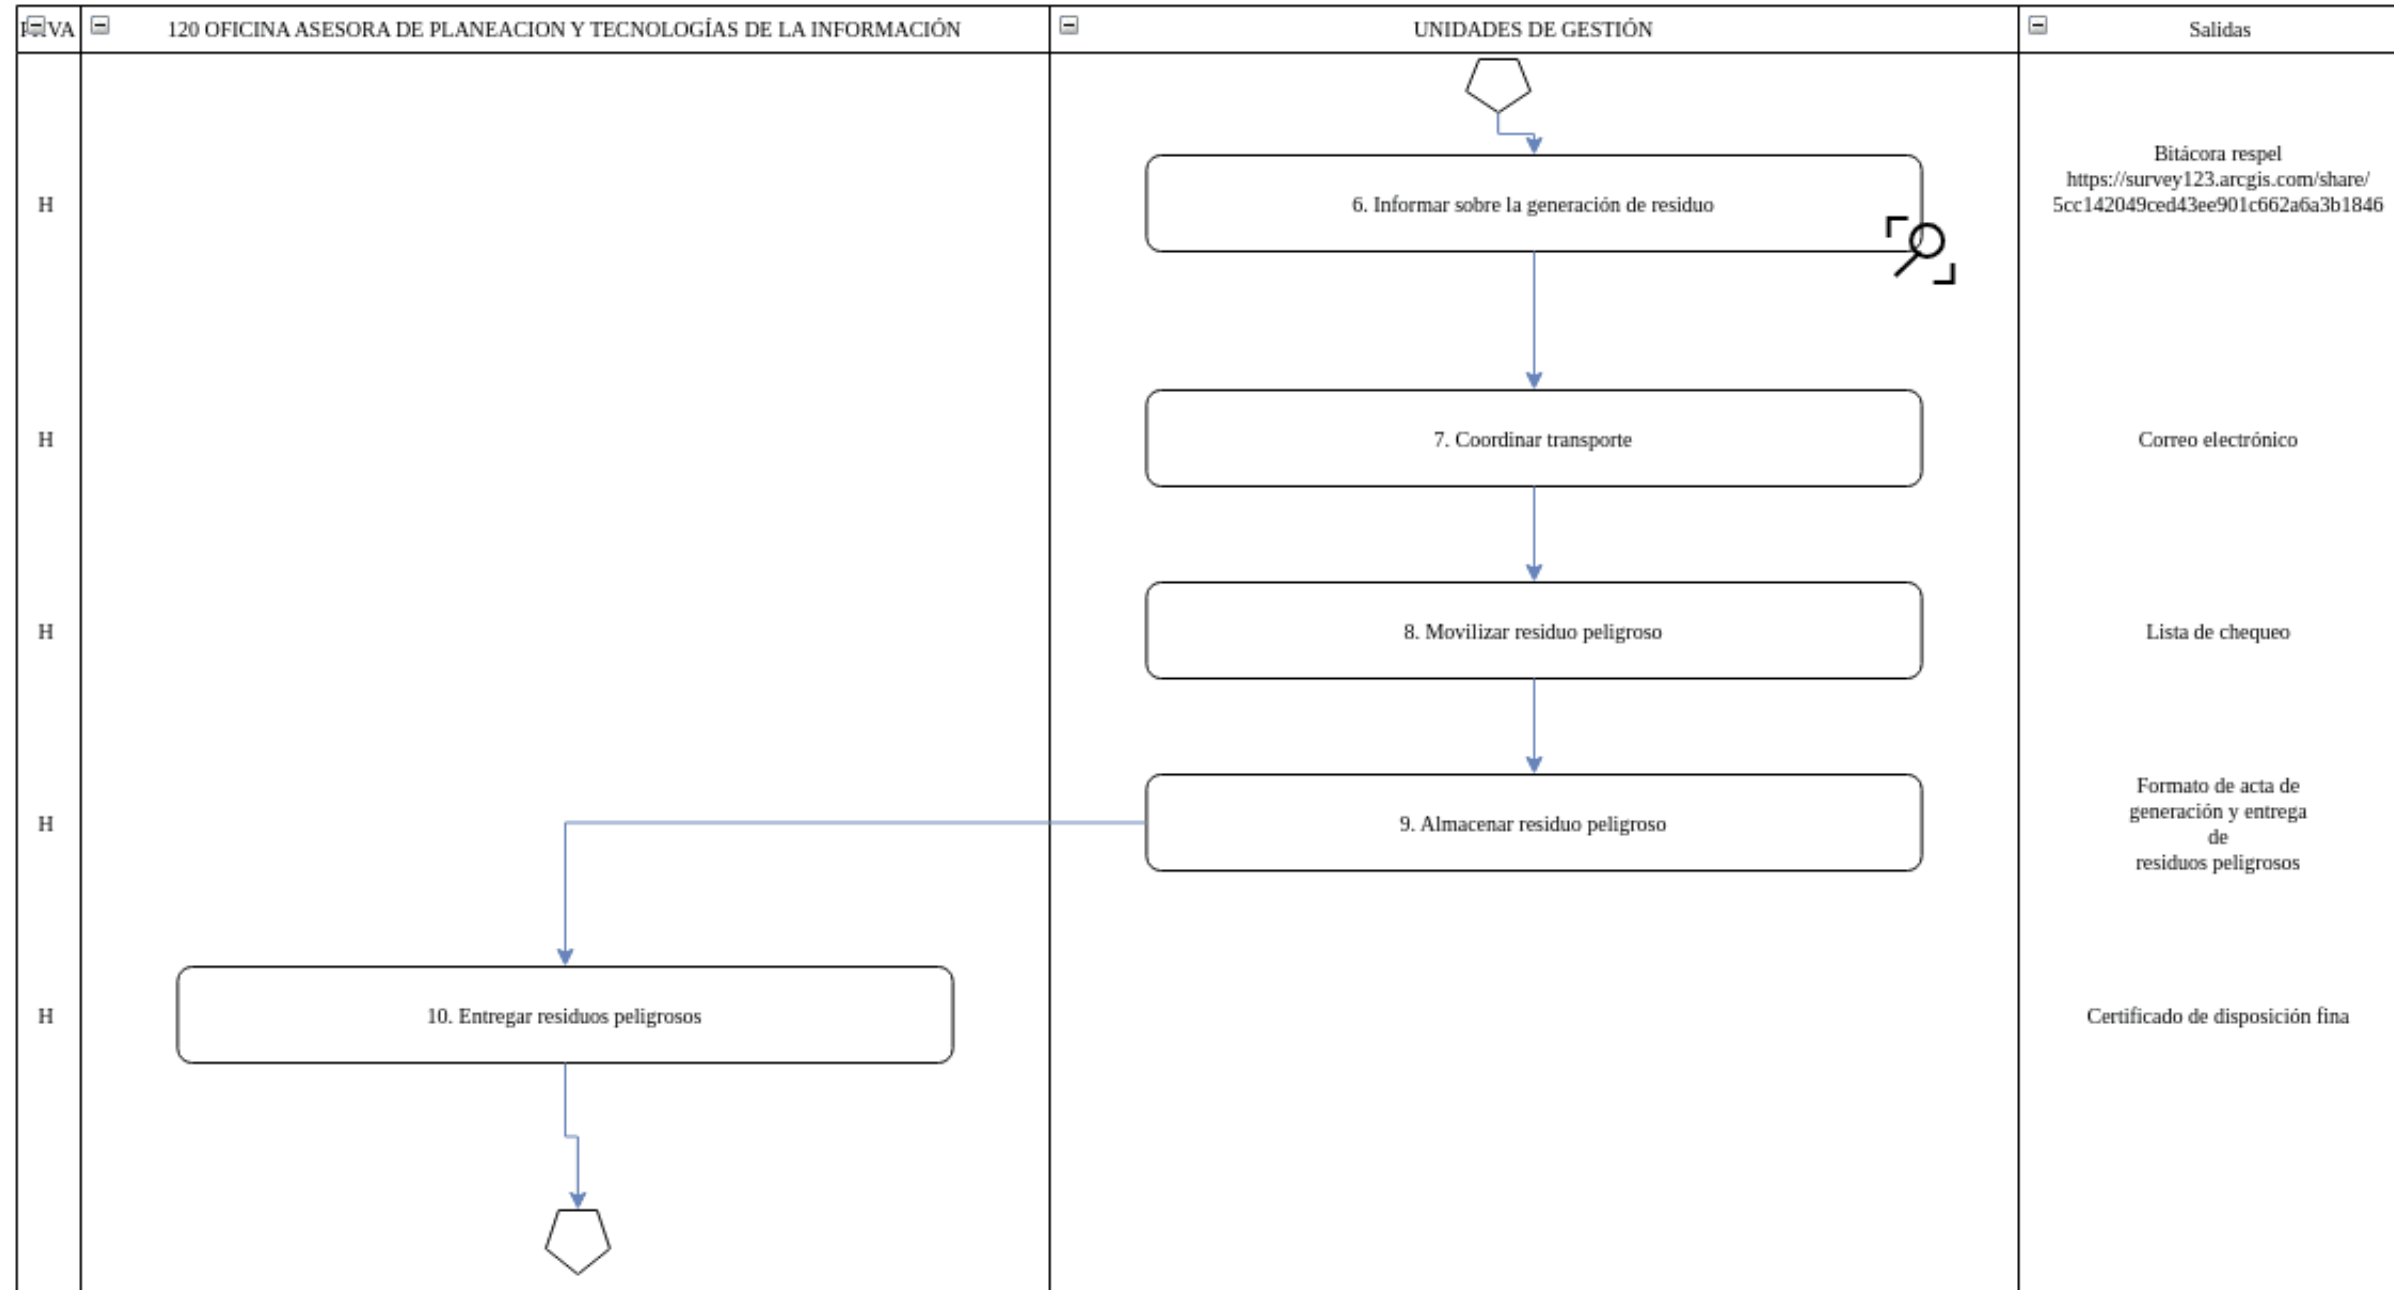 VA
120 OFICINA ASESORA DE PLANEACION Y TECNOLOGÍAS DE LA INFORMACIÓN
UNIDADES DE GESTIÓN
Salidas
H
6. Informar sobre la generación de residuo
Bitácora respel
https://survey123.arcgis.com/share/
5cc142049ced43ee901c662a6a3b1846
H
7. Coordinar transporte
Correo electrónico
H
8. Movilizar residuo peligroso
Lista de chequeo
H
9. Almacenar residuo peligroso
Formato de acta de
generación y entrega
de
residuos peligrosos
H
10. Entregar residuos peligrosos
Certificado de disposición fina